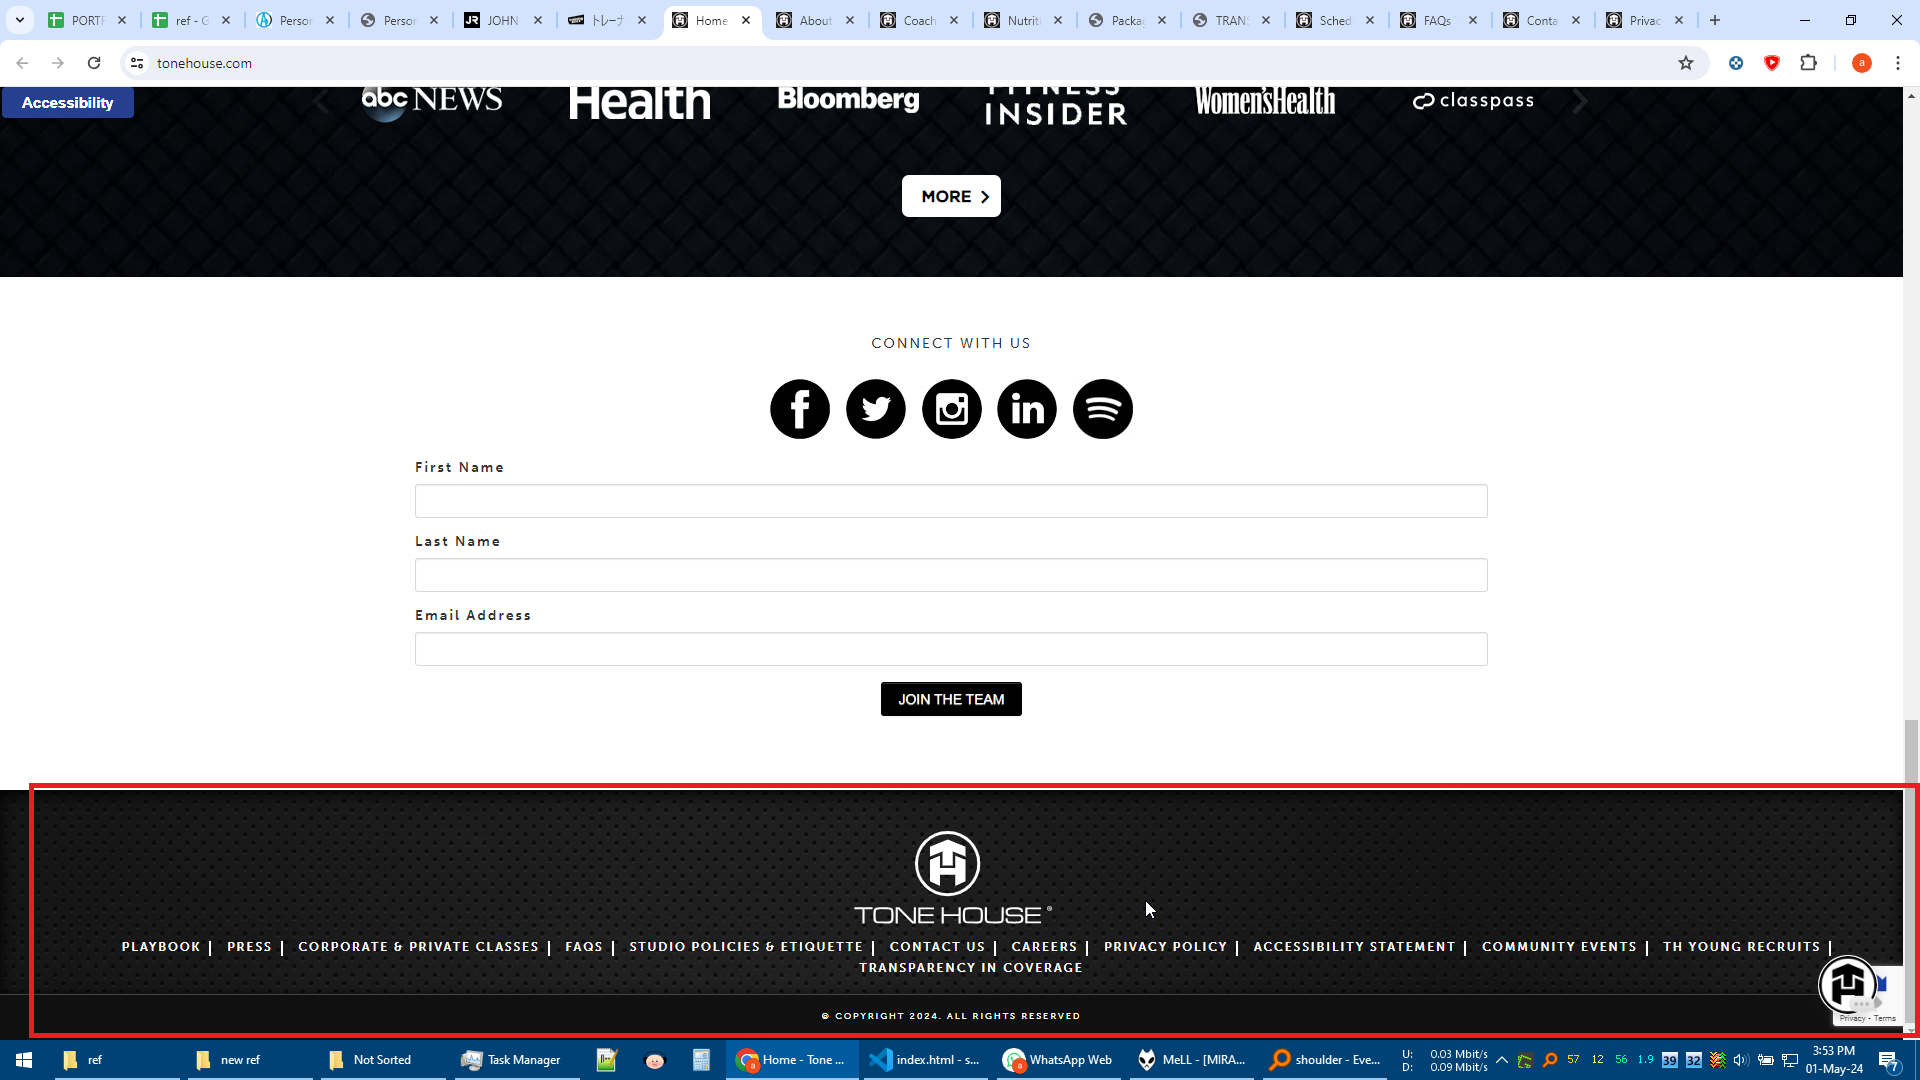 PORTF
ref - G
Person
Person
JOHN
トレーナ
Home
About
Coach
Nutriti
Packag
TRANS
Sched
FAQs
Conta
Privac
tonehouse.com
a
Accessibility
abc NEWS
Health
Bloomberg
FITNESS
INSIDER
Women'sHealth
classpass
MORE
CONNECT WITH US
First Name
Last Name
Email Address
JOIN THE TEAM
TONE HOUSE ®
PLAYBOOK | PRESS | CORPORATE & PRIVATE CLASSES | FAQS | STUDIO POLICIES & ETIQUETTE | CONTACT US | CAREERS | PRIVACY POLICY | ACCESSIBILITY STATEMENT | COMMUNITY EVENTS | TH YOUNG RECRUITS |
TRANSPARENCY IN COVERAGE
© COPYRIGHT 2024. ALL RIGHTS RESERVED
Privacy - Terms
ref
new ref
Not Sorted
Task Manager
Home - Tone ...
index.html - s...
WhatsApp Web
MeLL - [MIRA...
shoulder - Eve...
U: 0.03 Mbit/s
D: 0.09 Mbit/s
57
12
56
1.9
39
32
3:53 PM
01-May-24
7